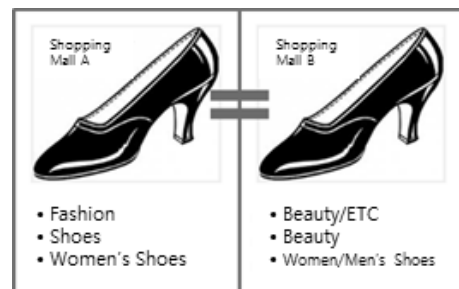 Shopping
Mall A
Shopping
Mall B
• Fashion
• Shoes
• Women's Shoes
• Beauty/ETC
• Beauty
• Women/Men's Shoes